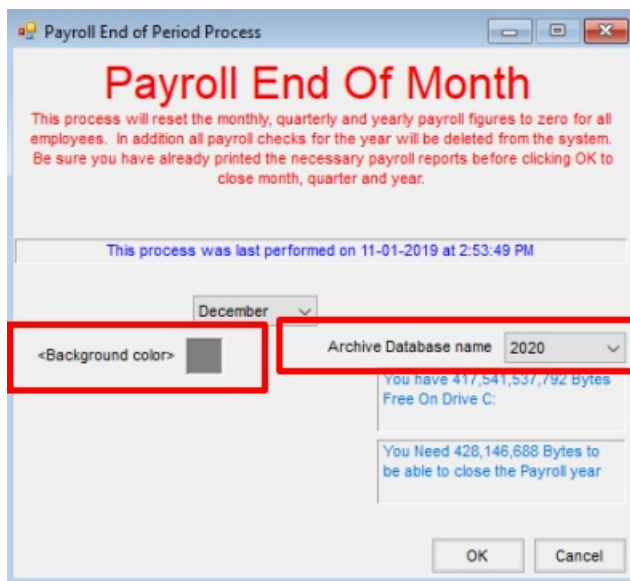 Payroll End of Period Process
Payroll End Of Month
This process will reset the monthly, quarterly and yearly payroll figures to zero for all
employees. In addition all payroll checks for the year will be deleted from the system.
Be sure you have already printed the necessary payroll reports before clicking OK to
close month, quarter and year.
This process was last performed on 11-01-2019 at 2:53:49 PM
December
<Background color>
Archive Database name 2020
You have 417,541,537,792 Bytes
Free On Drive C:
You Need 428,146,688 Bytes to
be able to close the Payroll year
OK Cancel